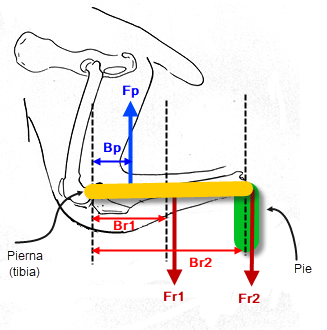 Fp
Bp
Br1
Pierna
(tibia)
Br2
Pie
Fr1
Fr2